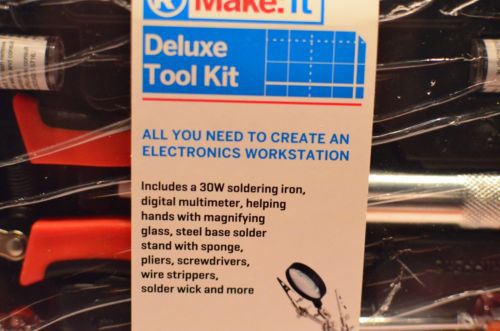 Make: it
Deluxe
Tool Kit
ALL YOU NEED TO CREATE AN
ELECTRONICS WORKSTATION
Includes a 30W soldering iron,
digital multimeter, helping
hands with magnifying
glass, steel base solder
stand with sponge,
pliers, screwdrivers,
wire strippers,
solder wick and more